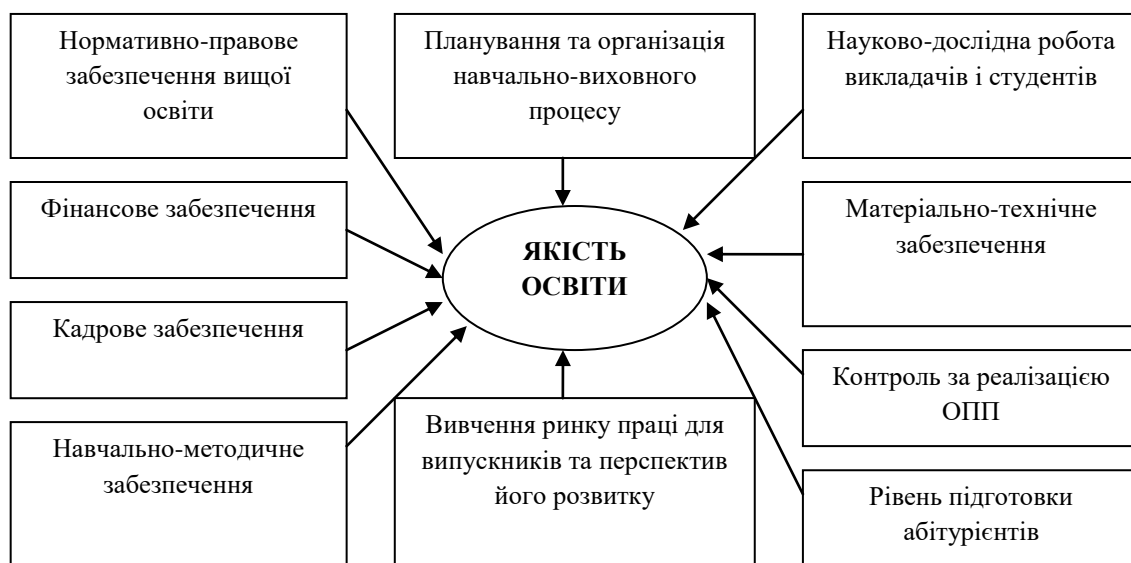 Нормативно-правове
забезпечення вищої
освіти
Планування та організація
навчально-виховного
процесу
Науково-дослідна робота
викладачів і студентів
Фінансове забезпечення
Матеріально-технічне
забезпечення
ЯКІСТЬ
ОСВІТИ
Кадрове забезпечення
Контроль за реалізацією
ОПП
Навчально-методичне
забезпечення
Вивчення ринку праці для
випускників та перспектив
його розвитку
Рівень підготовки
абітурієнтів